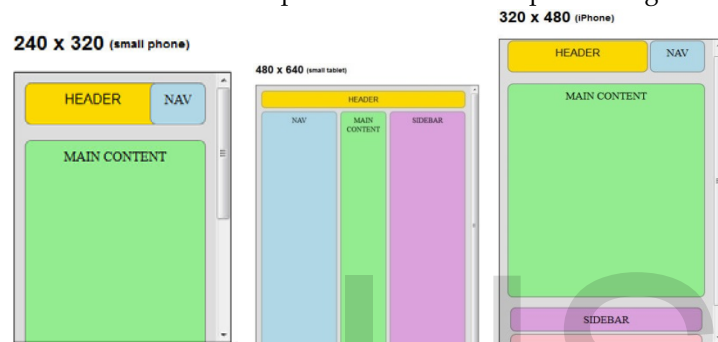 240 x 320 (small phone)
HEADER
NAV
MAIN CONTENT
480 x 640 (small tablet)
HEADER
NAV
MAIN
CONTENT
SIDEBAR
320 x 480 (iPhone)
HEADER
NAV
MAIN CONTENT
SIDEBAR